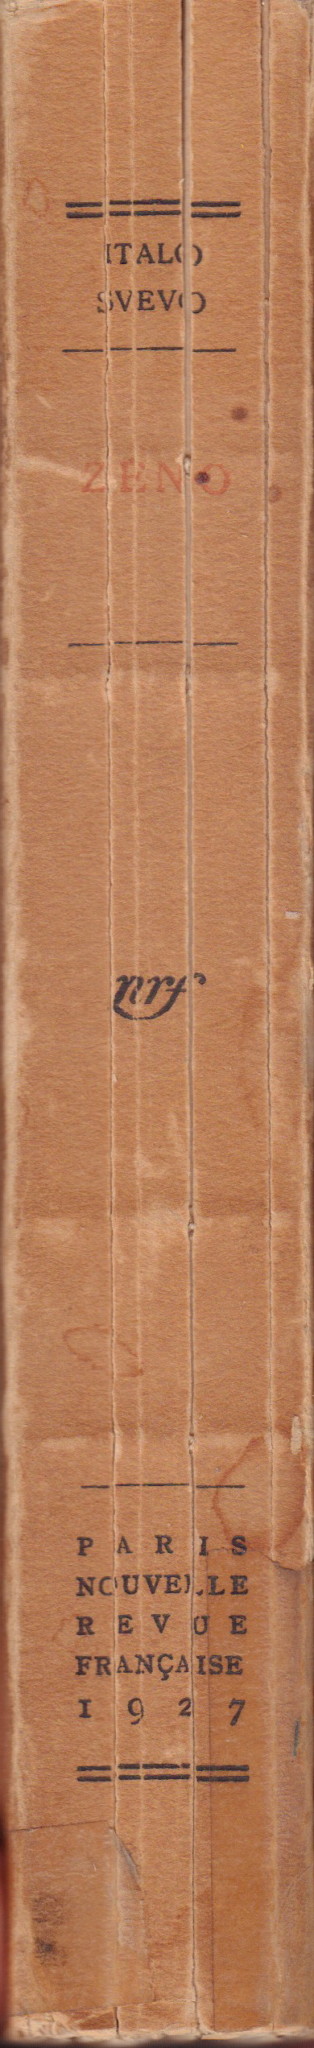 ITALO
SVEVO
ZENO
nrf
PARIS
NOUVELLE
REVUE
FRANÇAISE
1927